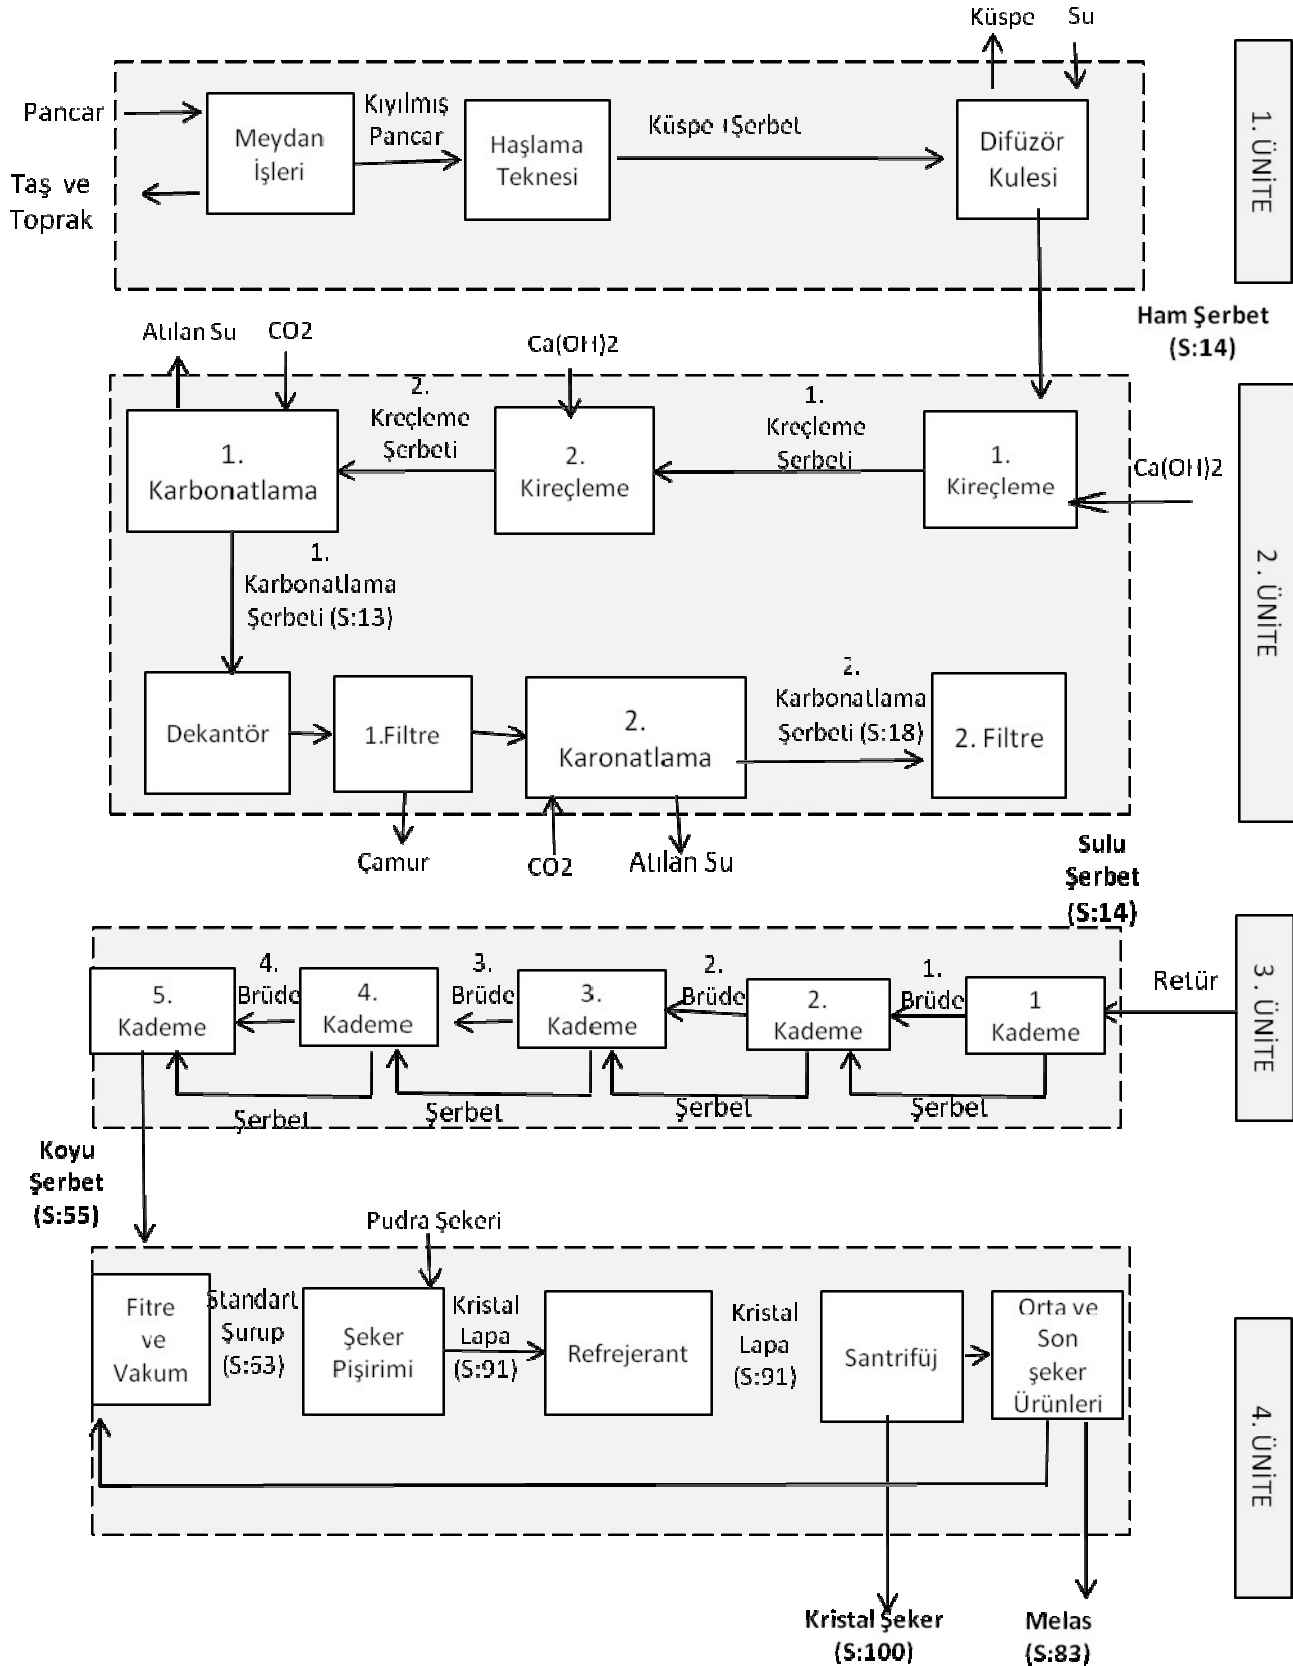 Küspe
Su
Pancar
Taş ve
Toprak
Meydan
İşleri
Kıyılmış
Pancar
Haşlama
Teknesi
Küspe+Şerbet
Difüzör
Kulesi
1. ÜNİTE
Ham Şerbet
(S:14)
Atılan Su
CO2
Ca(OH)2
1.
Karbonatlama
2.
Kreçleme
Şerbeti
2.
Kireçleme
1.
Kreçleme
Şerbeti
1.
Kireçleme
Ca(OH)2
1.
Karbonatlama
Şerbeti (S:13)
2 . ÜNİTE
Dekantör
1.Filtre
2.
Karonatlama
2.
Karbonatlama
Şerbeti (S:18)
2. Filtre
Çamur
CO2
Atılan Su
Sulu
Şerbet
(S:14)
5.
Kademe
4.
Brüde
4.
Kademe
3.
Brüde
3.
Kademe
2.
Brüde
2.
Kademe
1.
Brüde
1
Kademe
Retür
3 . ÜNİTE
Şerbet
Şerbet
Şerbet
Şerbet
Koyu
Şerbet
(S:55)
Pudra Şekeri
Fitre
ve
Vakum
Standart
Şurup
(S:63)
Şeker
Pişirimi
Kristal
Lapa
(S:91)
Refrejerant
Kristal
Lapa
(S:91)
Santrifüj
Orta ve
Son
şeker
Ürünleri
4. ÜNİTE
Kristal Şeker
(S:100)
Melas
(S:83)